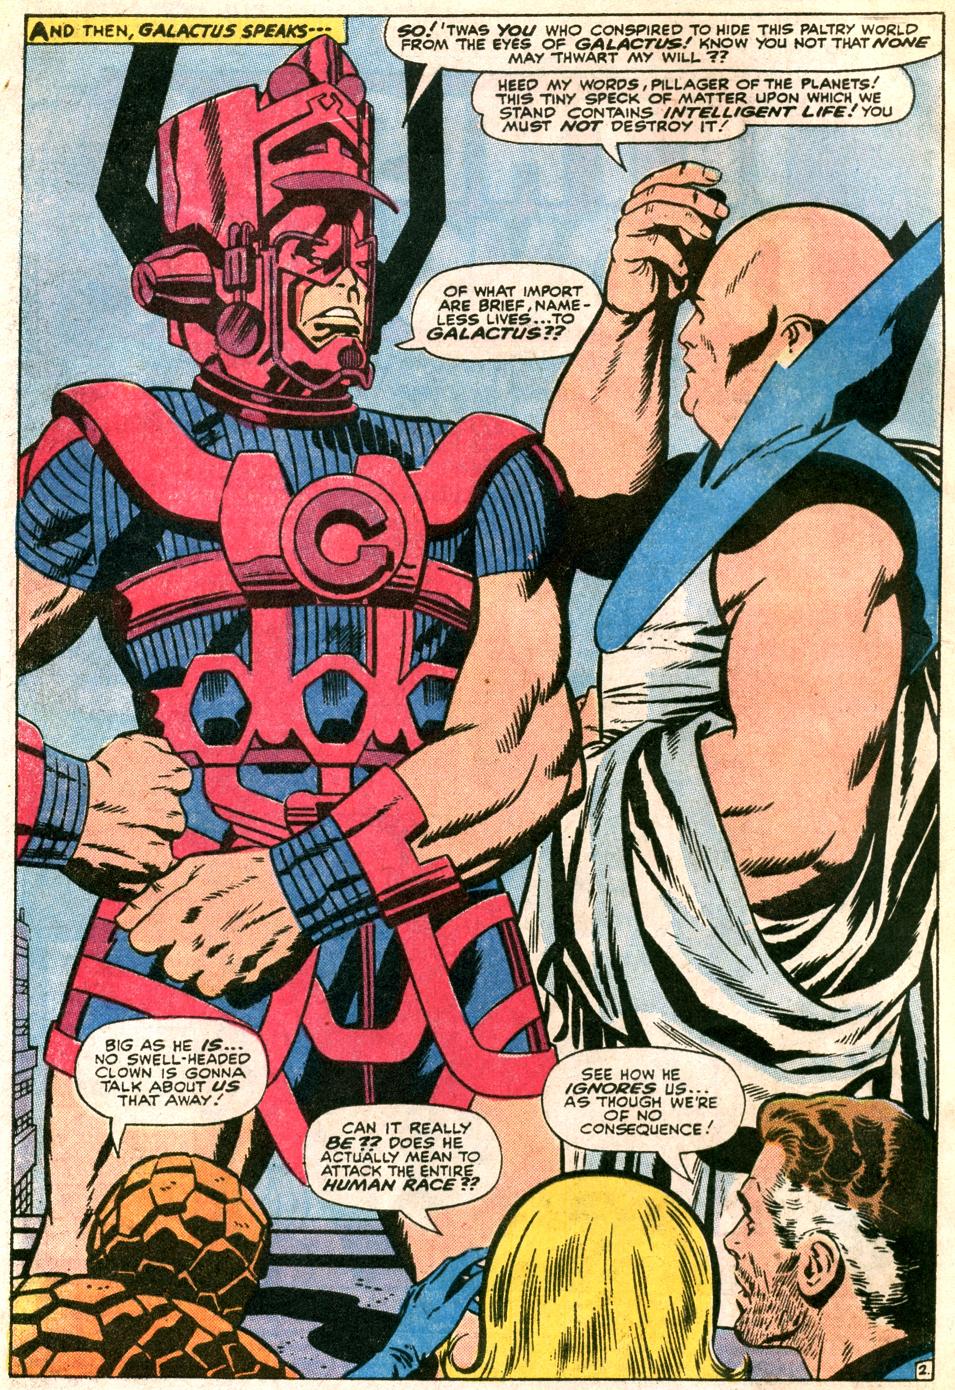 AND THEN, GALACTUS SPEAKS---
SO! 'TWAS YOU WHO CONSPIRED TO HIDE THIS PALTRY WORLD
FROM THE EYES OF GALACTUS! KNOW YOU NOT THAT NONE
MAY THWART MY WILL ??
HEED MY WORDS, PILLAGER OF THE PLANETS!
THIS TINY SPECK OF MATTER UPON WHICH WE
STAND CONTAINS INTELLIGENT LIFE! YOU
MUST NOT DESTROY IT!
OF WHAT IMPORT
ARE BRIEF, NAME-
LESS LIVES...TO
GALACTUS??
G
BIG AS HE IS...
NO SWELL-HEADED
CLOWN IS GONNA
TALK ABOUT US
THAT AWAY!
CAN IT REALLY
BE?? DOES HE
ACTUALLY MEAN TO
ATTACK THE ENTIRE
HUMAN RACE??
SEE HOW HE
IGNORES US...
AS THOUGH WE'RE
OF NO
CONSEQUENCE!
2.